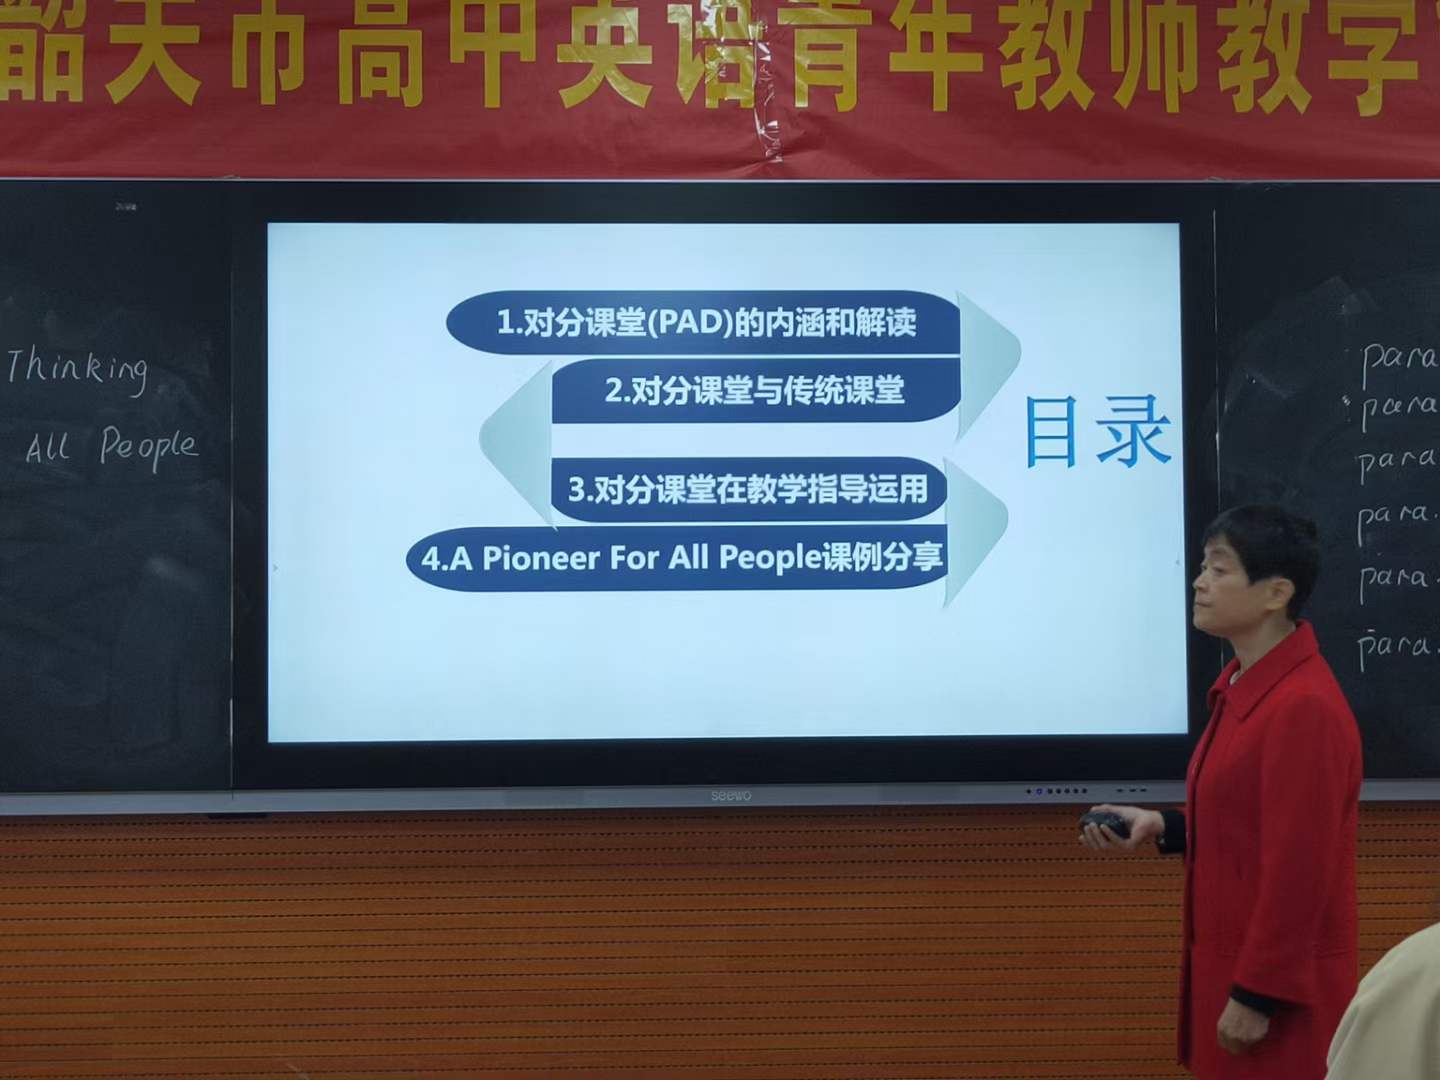 韶关市高中英语青年教师教学
Thinking
All People
1.对分课堂(PAD)的内涵和解读
2.对分课堂与传统课堂
3.对分课堂在教学指导运用
4.A Pioneer For All People课例分享
目录
para
para
para
para.
para.
para.
seewo